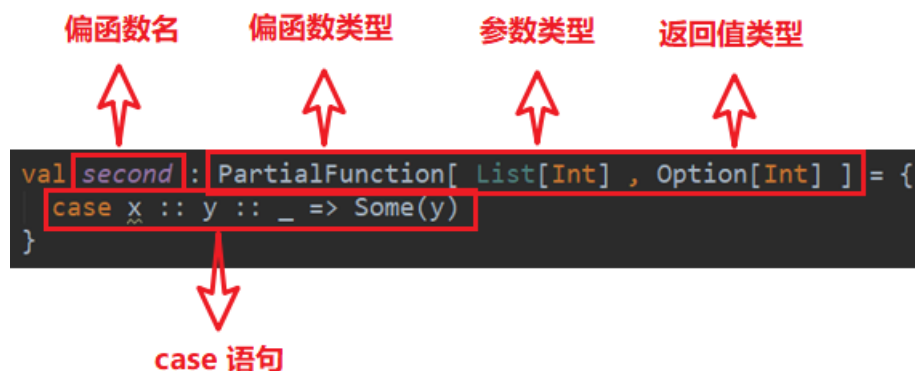 偏函数名 偏函数类型 参数类型 返回值类型
val second : PartialFunction[ List[Int] , Option[Int] ] = {
case x :: y :: _ => Some(y)
}
case 语句